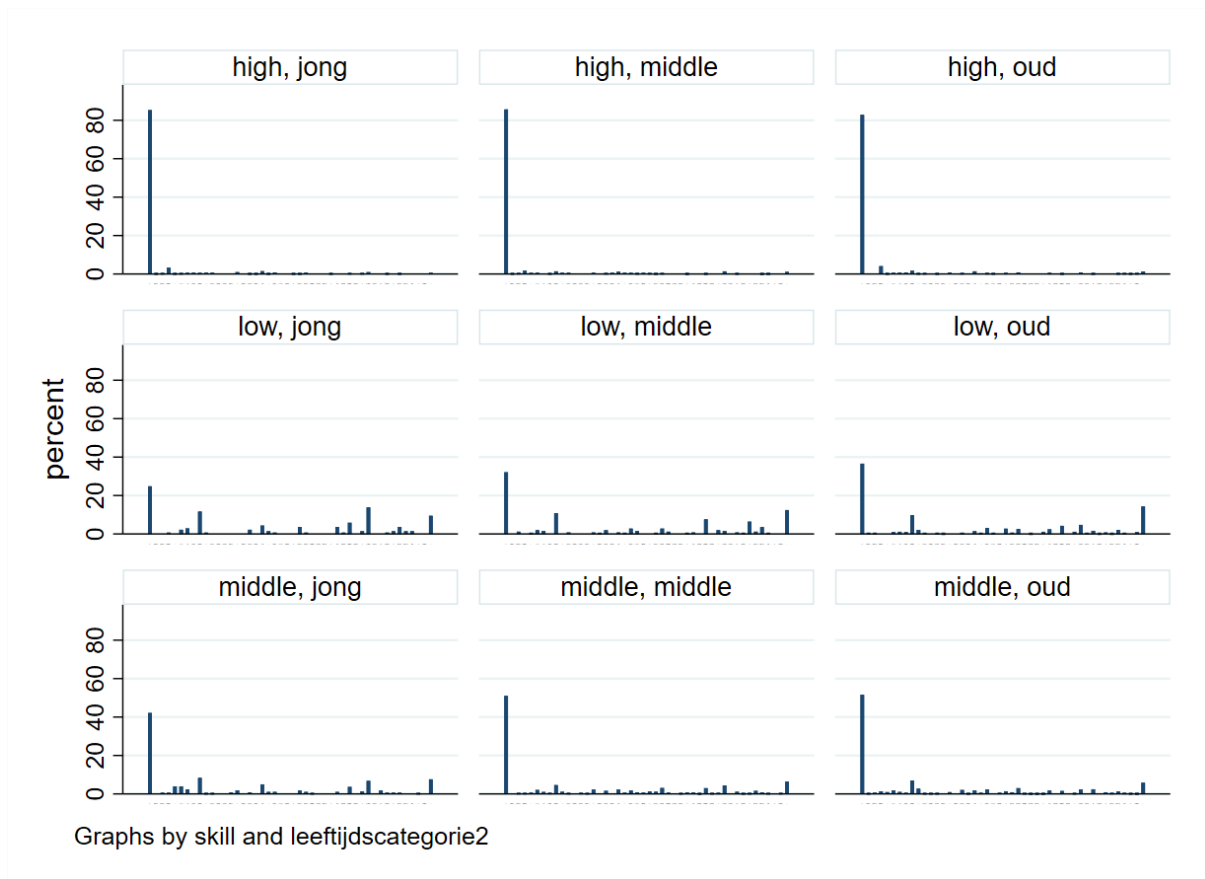 high, jong
high, middle
high, oud
80
60
40
20
0
low, jong
low, middle
low, oud
percent
80
60
40
20
0
middle, jong
middle, middle
middle, oud
80
60
40
20
0
Graphs by skill and leeftijdscategorie2